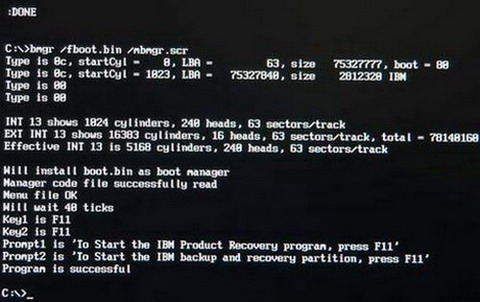 :DONE
C:\>bmgr /fboot.bin /mbmgr.scr
Type is 0c, startCyl = 0, LBA = 63, size 75327777, boot = 80
Type is 0c, startCyl = 1023, LBA = 75327840, size 2812320 IBM
Type is 00
Type is 00
INT 13 shows 1024 cylinders, 240 heads, 63 sectors/track
EXT INT 13 shows 16383 cylinders, 16 heads, 63 sectors/track, total = 78140160
Effective INT 13 is 5168 cylinders, 240 heads, 63 sectors/track
Will install boot.bin as boot manager
Manager code file successfully read
Menu file OK
Will wait 40 ticks
Key1 is F11
Key2 is F11
Prompt1 is 'To Start the IBM Product Recovery program, press F11'
Prompt2 is 'To Start the IBM backup and recovery partition, press F11'
Program is successful
C:\>_